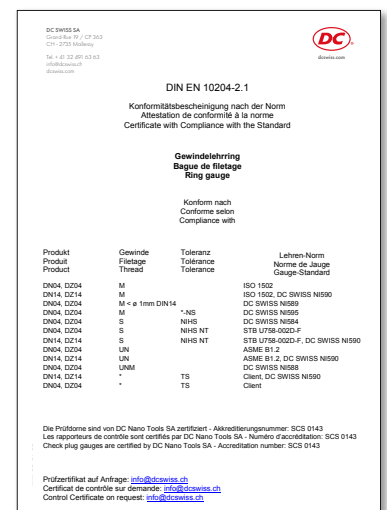 DC SWISS SA
Grand-Rue 19 / CP 363
CH - 2735 Malleray
Tel. + 41 32 491 63 63
info@dcswiss.ch
dcswiss.com
DC
dcswiss.com
DIN EN 10204-2.1
Konformitätsbescheinigung nach der Norm
Attestation de conformité à la norme
Certificate with Compliance with the Standard
Gewindelehrring
Bague de filetage
Ring gauge
Konform nach
Conforme selon
Compliance with
Produkt Gewinde Toleranz Lehren-Norm
Produit Filetage Tolérance Norme de Jauge
Product Thread Tolerance Gauge-Standard
DN04, DZ04 M ISO 1502
DN14, DZ14 M ISO 1502, DC SWISS NI590
DN04, DZ04 M < ø 1mm DIN14 DC SWISS NI589
DN04, DZ04 M *-NS DC SWISS NI595
DN04, DZ04 S NIHS DC SWISS NI584
DN04, DZ04 S NIHS NT STB U758-002D-F
DN14, DZ14 S NIHS NT STB U758-002D-F, DC SWISS NI590
DN04, DZ04 UN ASME B1.2
DN14, DZ14 UN ASME B1.2, DC SWISS NI590
DN04, DZ04 UNM DC SWISS NI588
DN14, DZ14 * TS Client, DC SWISS NI590
DN04, DZ04 * TS Client
Die Prüfdorne sind von DC Nano Tools SA zertifiziert - Akkreditierungsnummer: SCS 0143
Les rapporteurs de contrôle sont certifiés par DC Nano Tools SA - Numéro d'accréditation: SCS 0143
Check plug gauges are certified by DC Nano Tools SA - Accreditation number: SCS 0143
Prüfzertifikat auf Anfrage: info@dcswiss.ch
Certificat de contrôle sur demande: info@dcswiss.ch
Control Certificate on request: info@dcswiss.ch